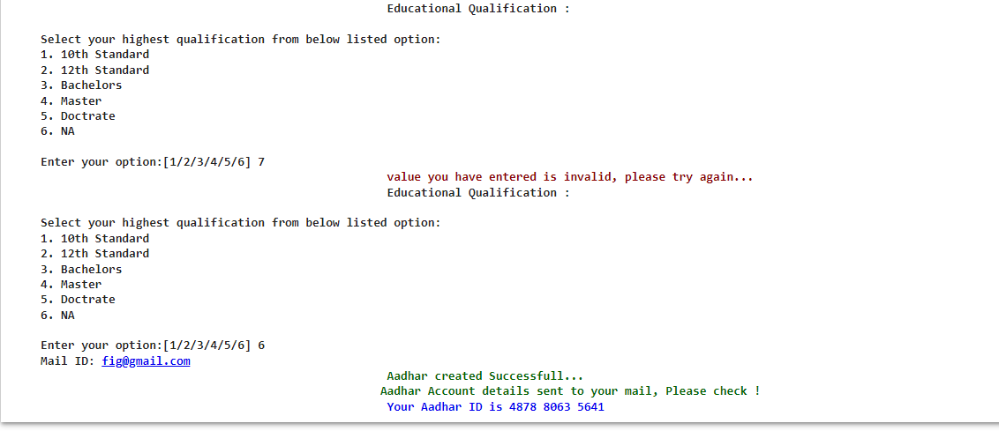 Educational Qualification :
Select your highest qualification from below listed option:
1. 10th Standard
2. 12th Standard
3. Bachelors
4. Master
5. Doctrate
6. NA
Enter your option:[1/2/3/4/5/6] 7
value you have entered is invalid, please try again...
Educational Qualification :
Select your highest qualification from below listed option:
1. 10th Standard
2. 12th Standard
3. Bachelors
4. Master
5. Doctrate
6. NA
Enter your option:[1/2/3/4/5/6] 6
Mail ID: fig@gmail.com
Aadhar created Successfull...
Aadhar Account details sent to your mail, Please check !
Your Aadhar ID is 4878 8063 5641